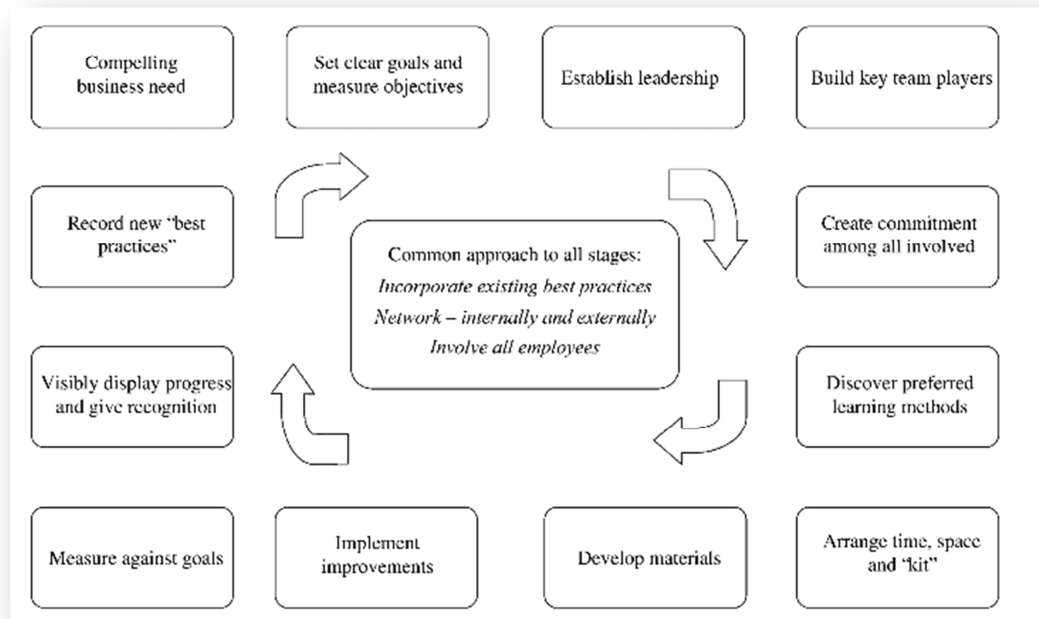 Compelling
business need
Set clear goals and
measure objectives
Establish leadership
Build key team players
Record new “best
practices”
Common approach to all stages:
Incorporate existing best practices
Network – internally and externally
Involve all employees
Create commitment
among all involved
Visibly display progress
and give recognition
Discover preferred
learning methods
Measure against goals
Implement
improvements
Develop materials
Arrange time, space
and “kit”